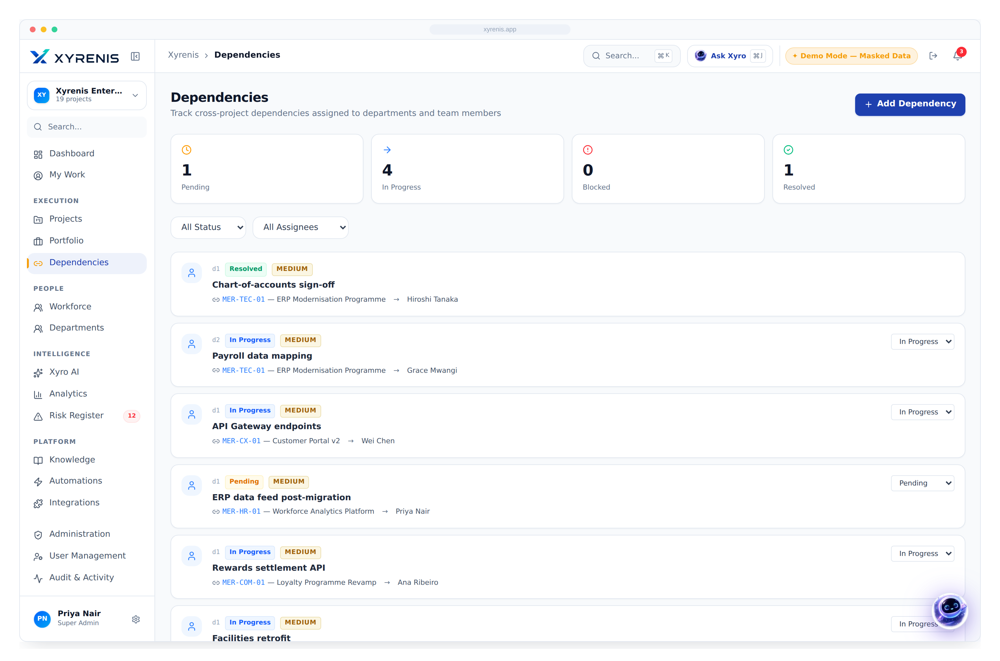 xyrenis.app
XYRENIS
Xyrenis › Dependencies
Search... ⌘ K
Ask Xyro ⌘ J
✦ Demo Mode — Masked Data
3
XY
Xyrenis Enter...
19 projects
Search...
Dashboard
My Work
EXECUTION
Projects
Portfolio
Dependencies
PEOPLE
Workforce
Departments
INTELLIGENCE
Xyro AI
Analytics
Risk Register 12
PLATFORM
Knowledge
Automations
Integrations
Administration
User Management
Audit & Activity
PN
Priya Nair
Super Admin
Dependencies
Track cross-project dependencies assigned to departments and team members
+ Add Dependency
1
Pending
4
In Progress
0
Blocked
1
Resolved
All Status
All Assignees
d1 Resolved MEDIUM
Chart-of-accounts sign-off
MER-TEC-01 — ERP Modernisation Programme → Hiroshi Tanaka
d2 In Progress MEDIUM In Progress
Payroll data mapping
MER-TEC-01 — ERP Modernisation Programme → Grace Mwangi
d1 In Progress MEDIUM In Progress
API Gateway endpoints
MER-CX-01 — Customer Portal v2 → Wei Chen
d1 Pending MEDIUM Pending
ERP data feed post-migration
MER-HR-01 — Workforce Analytics Platform → Priya Nair
d1 In Progress MEDIUM In Progress
Rewards settlement API
MER-COM-01 — Loyalty Programme Revamp → Ana Ribeiro
d1 In Progress MEDIUM In Progress
Facilities retrofit